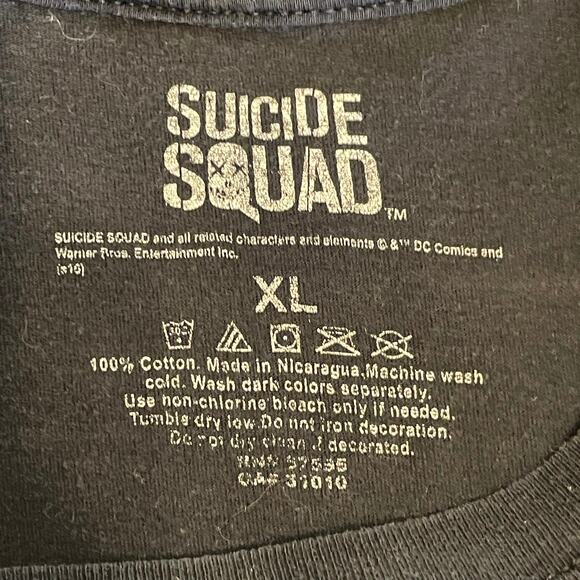 SUICIDE
SQUAD
TM
SUICIDE SQUAD and all related characters and elements © &™ DC Comics and
Warner Bros. Entertainment Inc.
(s16)
XL
100% Cotton. Made in Nicaragua.Machine wash
cold. Wash dark colors separately.
Use non-chlorine bleach only if needed.
Tumble dry low.Do not iron decoration.
Do not dry clean if decorated.
RN# 57535
CA# 31010